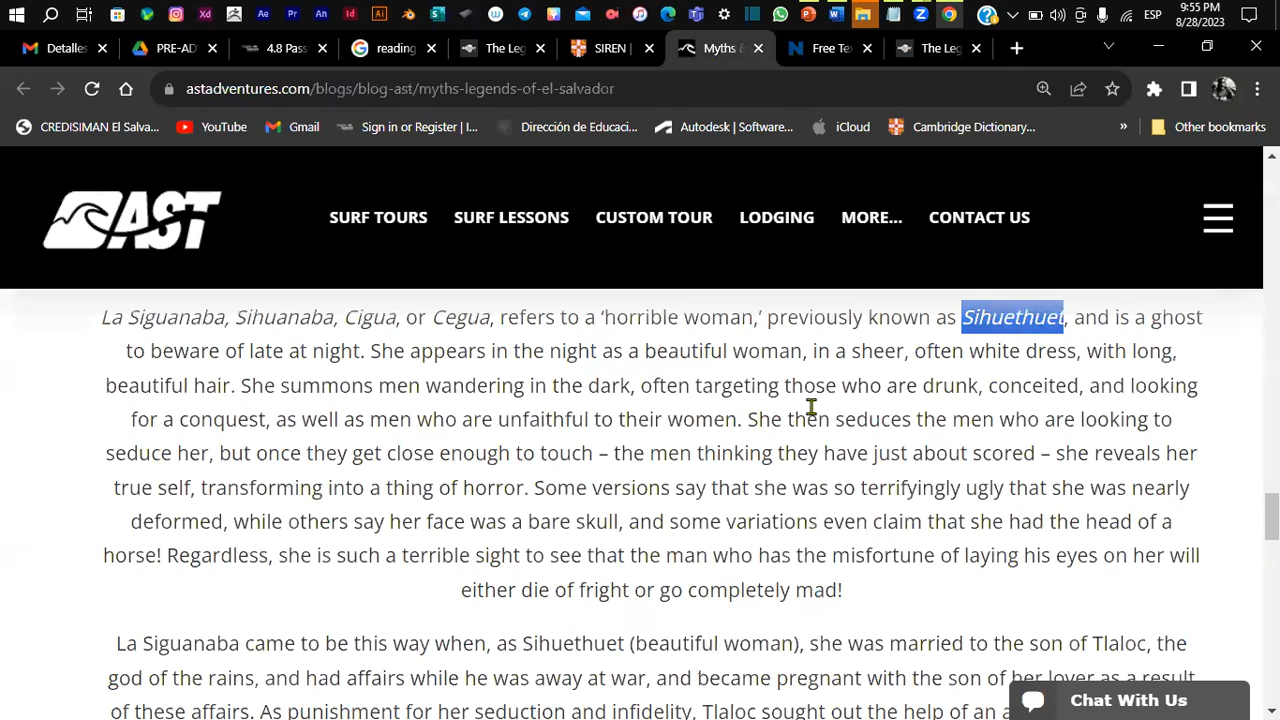 9:55 PM
ESP
8/28/2023
Detalles
PRE-AD
4.8 Pass
reading
The Leg
SIREN |
Myths &
Free Te
The Leg
astadventures.com/blogs/blog-ast/myths-legends-of-el-salvador
CREDISIMAN El Salva...
YouTube
Gmail
Sign in or Register | I...
Dirección de Educaci...
Autodesk | Software...
iCloud
Cambridge Dictionary...
»
Other bookmarks
AST
SURF TOURS
SURF LESSONS
CUSTOM TOUR
LODGING
MORE...
CONTACT US
La Siguanaba, Sihuanaba, Cigua, or Cegua, refers to a ‘horrible woman,’ previously known as Sihuethuet, and is a ghost
to beware of late at night. She appears in the night as a beautiful woman, in a sheer, often white dress, with long,
beautiful hair. She summons men wandering in the dark, often targeting those who are drunk, conceited, and looking
for a conquest, as well as men who are unfaithful to their women. She then seduces the men who are looking to
seduce her, but once they get close enough to touch – the men thinking they have just about scored – she reveals her
true self, transforming into a thing of horror. Some versions say that she was so terrifyingly ugly that she was nearly
deformed, while others say her face was a bare skull, and some variations even claim that she had the head of a
horse! Regardless, she is such a terrible sight to see that the man who has the misfortune of laying his eyes on her will
either die of fright or go completely mad!
La Siguanaba came to be this way when, as Sihuethuet (beautiful woman), she was married to the son of Tlaloc, the
god of the rains, and had affairs while he was away at war, and became pregnant with the son of her lover as a result
of these affairs. As punishment for her seduction and infidelity, Tlaloc sought out the help of an a
Chat With Us